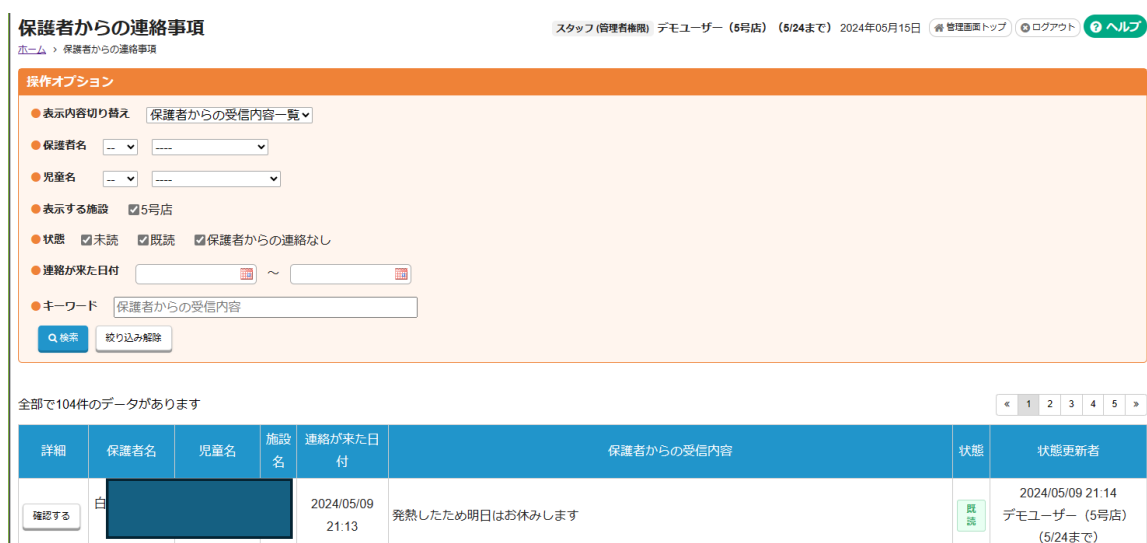 保護者からの連絡事項
スタッフ(管理者権限) デモユーザー（5号店）（5/24まで） 2024年05月15日 管理画面トップ ログアウト ヘルプ
ホーム › 保護者からの連絡事項
操作オプション
表示内容切り替え 保護者からの受信内容一覧
保護者名 -- ----
児童名 -- ----
表示する施設 5号店
状態 未読 既読 保護者からの連絡なし
連絡が来た日付 ～
キーワード 保護者からの受信内容
検索 絞り込み解除
全部で104件のデータがあります
« 1 2 3 4 5 »
詳細 保護者名 児童名 施設名 連絡が来た日付 保護者からの受信内容 状態 状態更新者
確認する 白 2024/05/09 21:13 発熱したため明日はお休みします 既読 2024/05/09 21:14 デモユーザー（5号店）（5/24まで）